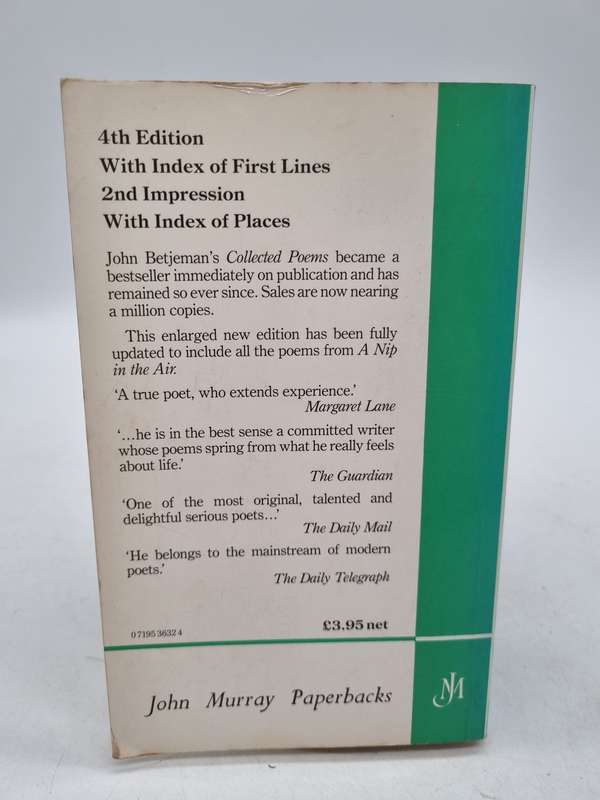 4th Edition
With Index of First Lines
2nd Impression
With Index of Places
John Betjeman's Collected Poems became a
bestseller immediately on publication and has
remained so ever since. Sales are now nearing
a million copies.
This enlarged new edition has been fully
updated to include all the poems from A Nip
in the Air.
'A true poet, who extends experience.'
Margaret Lane
'...he is in the best sense a committed writer
whose poems spring from what he really feels
about life.'
The Guardian
'One of the most original, talented and
delightful serious poets...'
The Daily Mail
'He belongs to the mainstream of modern
poets.'
The Daily Telegraph
0 7195 3632 4
£3.95 net
John Murray Paperbacks
JM